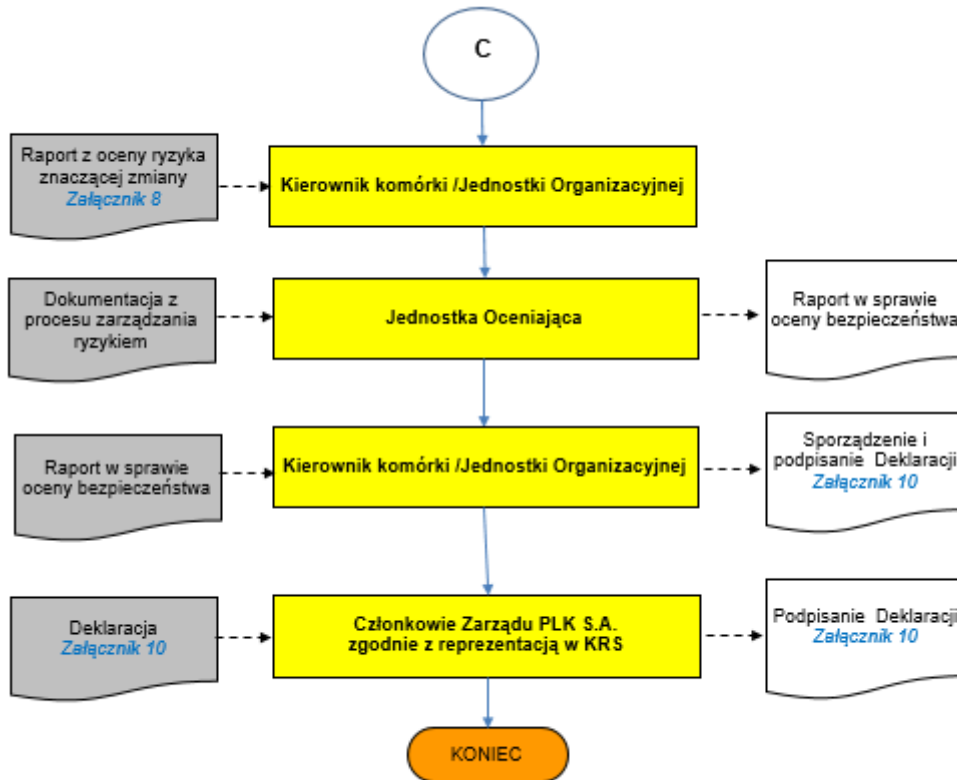 C
Raport z oceny ryzyka
znaczącej zmiany
Załącznik 8
Kierownik komórki /Jednostki Organizacyjnej
Dokumentacja z
procesu zarządzania
ryzykiem
Jednostka Oceniająca
Raport w sprawie
oceny bezpieczeństwa
Raport w sprawie
oceny bezpieczeństwa
Kierownik komórki /Jednostki Organizacyjnej
Sporządzenie i
podpisanie Deklaracji
Załącznik 10
Deklaracja
Załącznik 10
Członkowie Zarządu PLK S.A.
zgodnie z reprezentacją w KRS
Podpisanie Deklaracji
Załącznik 10
KONIEC